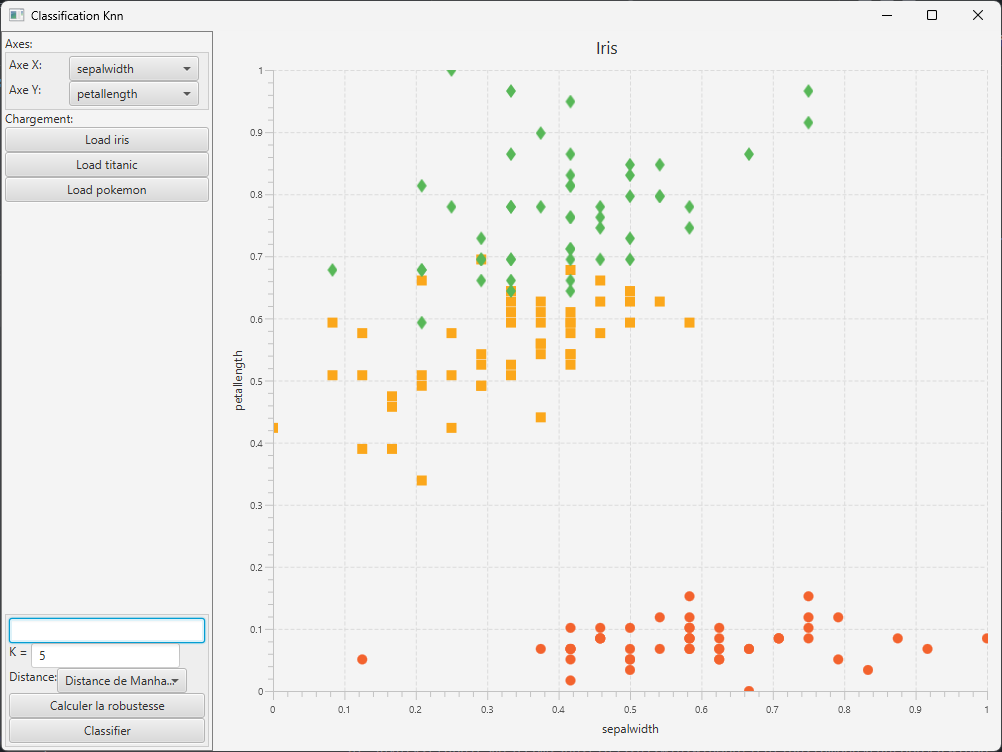 Classification Knn
Axes:
Axe X: sepalwidth
Axe Y: petallength
Chargement:
Load iris
Load titanic
Load pokemon
K = 5
Distance: Distance de Manha...
Calculer la robustesse
Classifier
Iris
petallength
1
0.9
0.8
0.7
0.6
0.5
0.4
0.3
0.2
0.1
0
0 0.1 0.2 0.3 0.4 0.5 0.6 0.7 0.8 0.9 1
sepalwidth